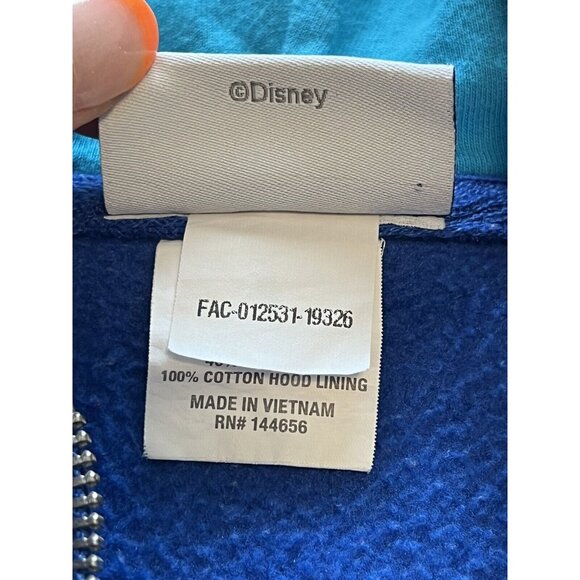 ©Disney
FAC-012531-19326
100% COTTON HOOD LINING
MADE IN VIETNAM
RN# 144656